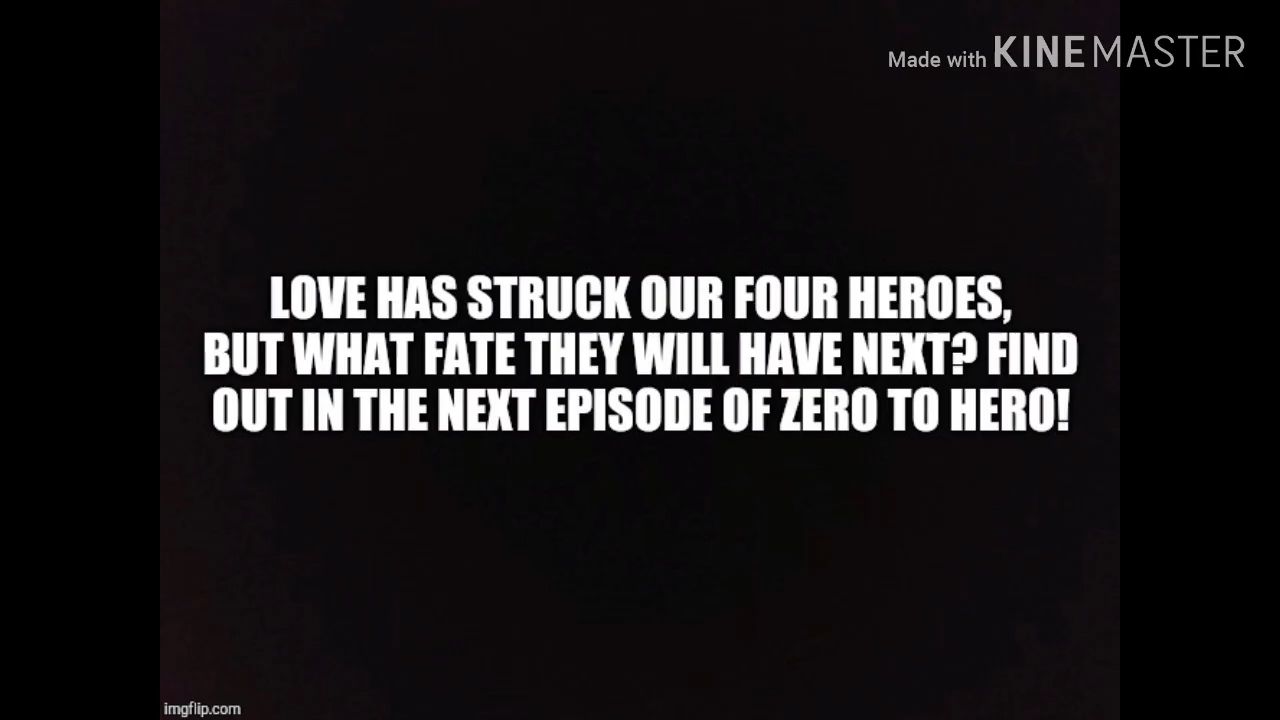 Made with KINEMASTER
LOVE HAS STRUCK OUR FOUR HEROES,
BUT WHAT FATE THEY WILL HAVE NEXT? FIND
OUT IN THE NEXT EPISODE OF ZERO TO HERO!
imgflip.com